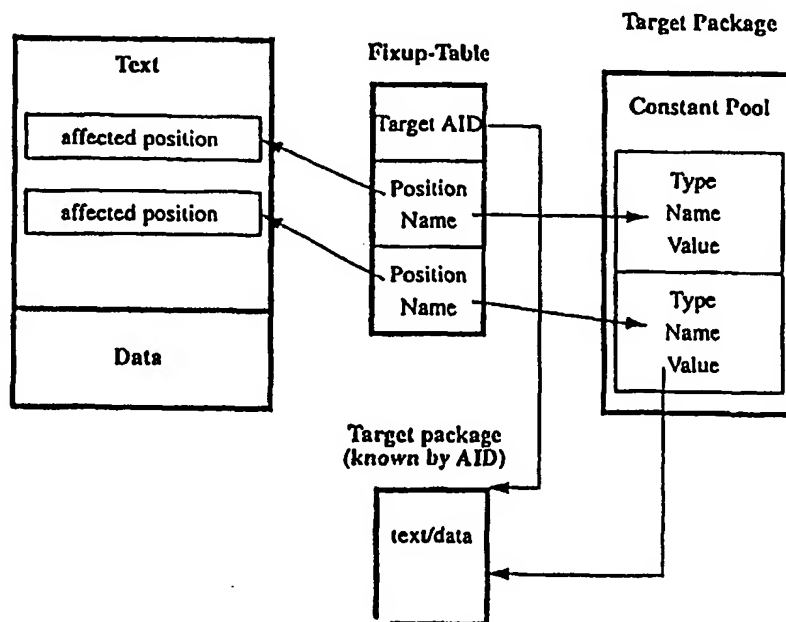 Target Package
Text
Fixup-Table
Constant Pool
Target AID
affected position
affected position
Position
Name
Position
Name
Type
Name
Value
Type
Name
Value
Data
Target package
(known by AID)
text/data